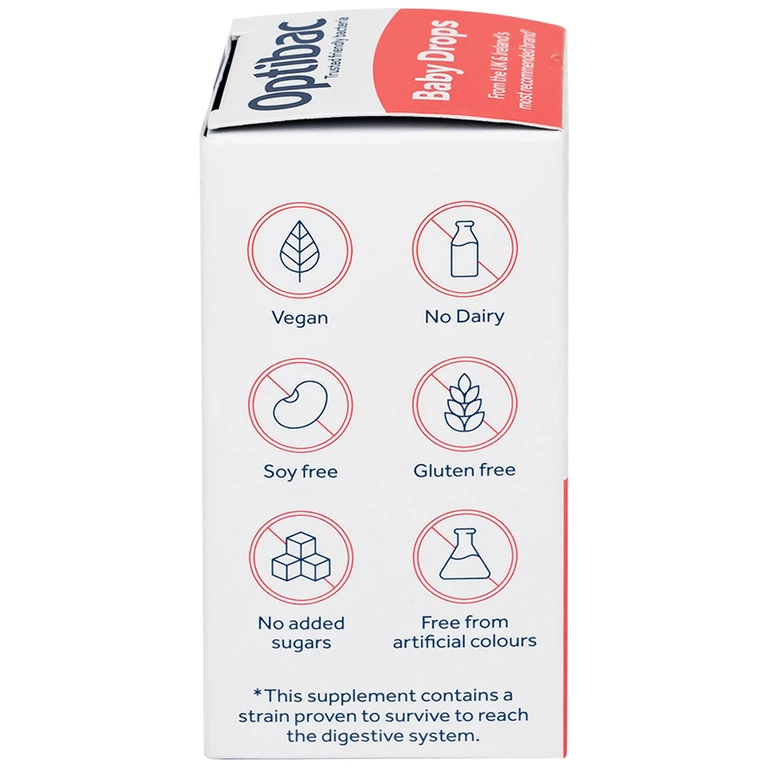 Optibac
Trusted friendly bacteria
Baby Drops
From the UK & Ireland's
most recommended brand
Vegan
No Dairy
Soy free
Gluten free
No added
sugars
Free from
artificial colours
*This supplement contains a
strain proven to survive to reach
the digestive system.